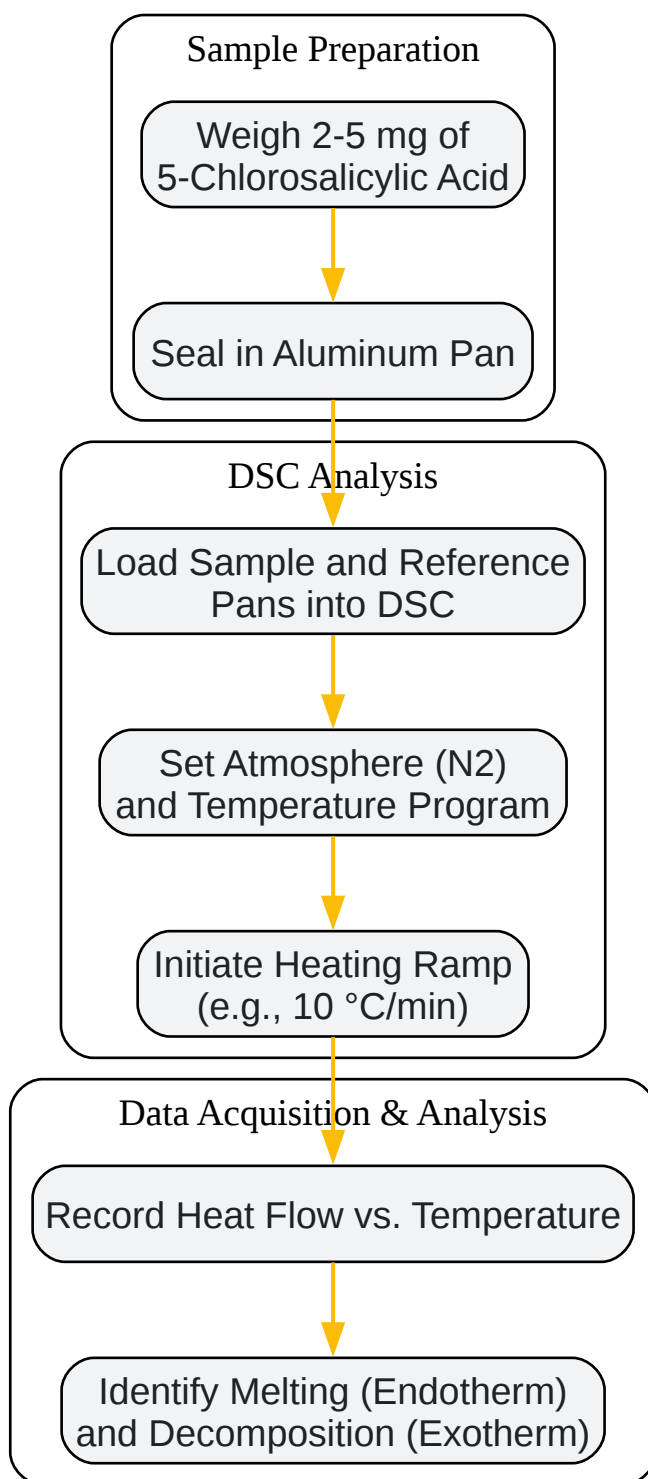 Sample Preparation
Weigh 2-5 mg of
5-Chlorosalicylic Acid
Seal in Aluminum Pan
DSC Analysis
Load Sample and Reference
Pans into DSC
Set Atmosphere (N2)
and Temperature Program
Initiate Heating Ramp
(e.g., 10 °C/min)
Data Acquisition & Analysis
Record Heat Flow vs. Temperature
Identify Melting (Endotherm)
and Decomposition (Exotherm)